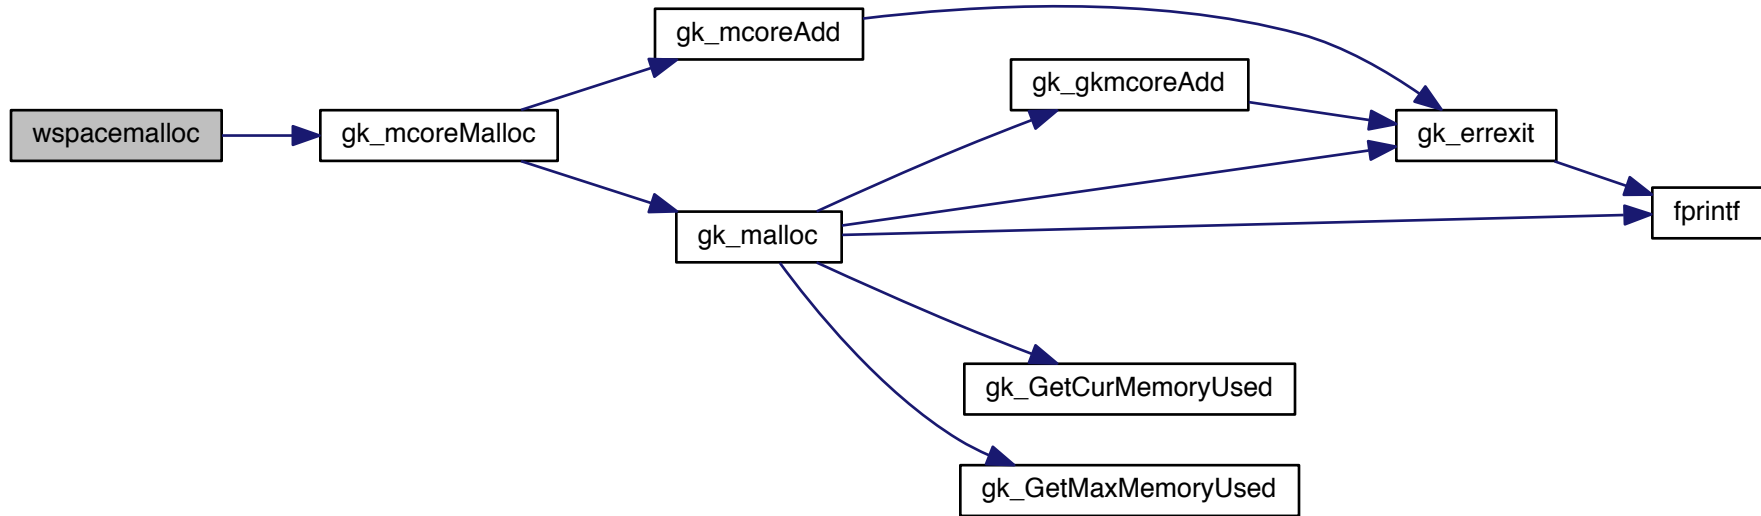 gk_mcoreAdd
gk_gkmcoreAdd
wspacemalloc
gk_mcoreMalloc
gk_errexit
fprintf
gk_malloc
gk_GetCurMemoryUsed
gk_GetMaxMemoryUsed